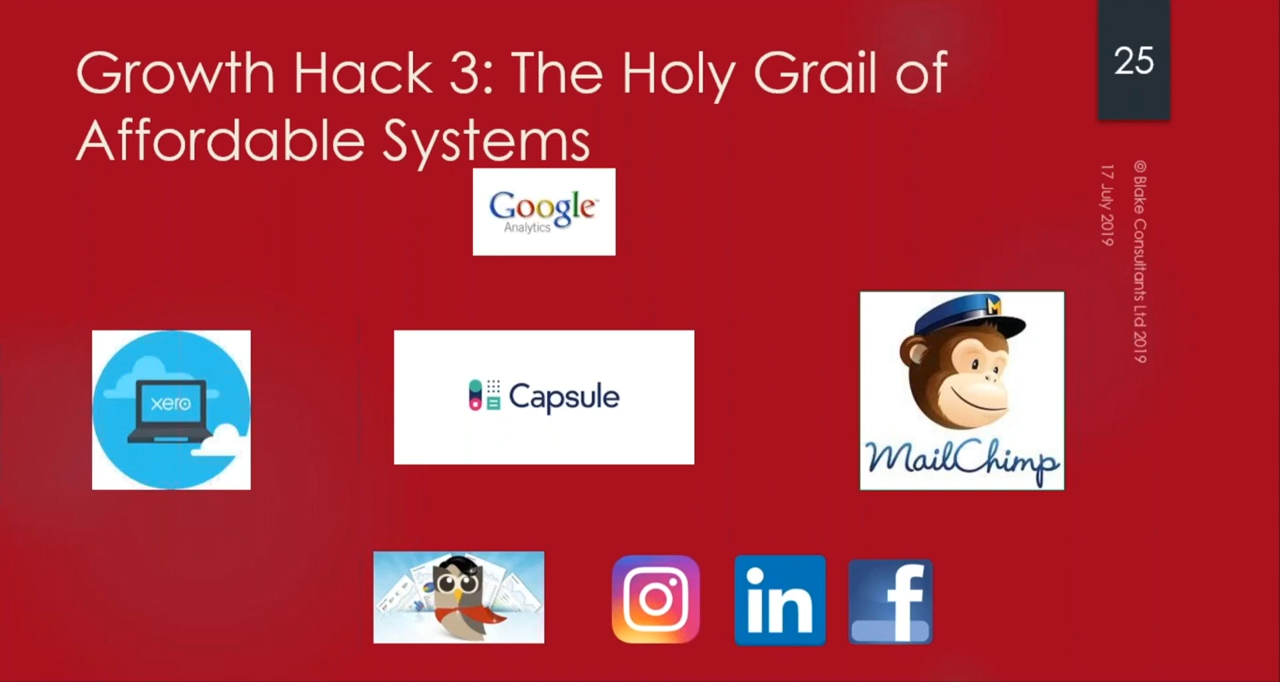 Growth Hack 3: The Holy Grail of
Affordable Systems
25
Google
Analytics
17 July 2019
@ Blake Consultants Ltd 2019
xero
Capsule
M
MailChimp
in
f